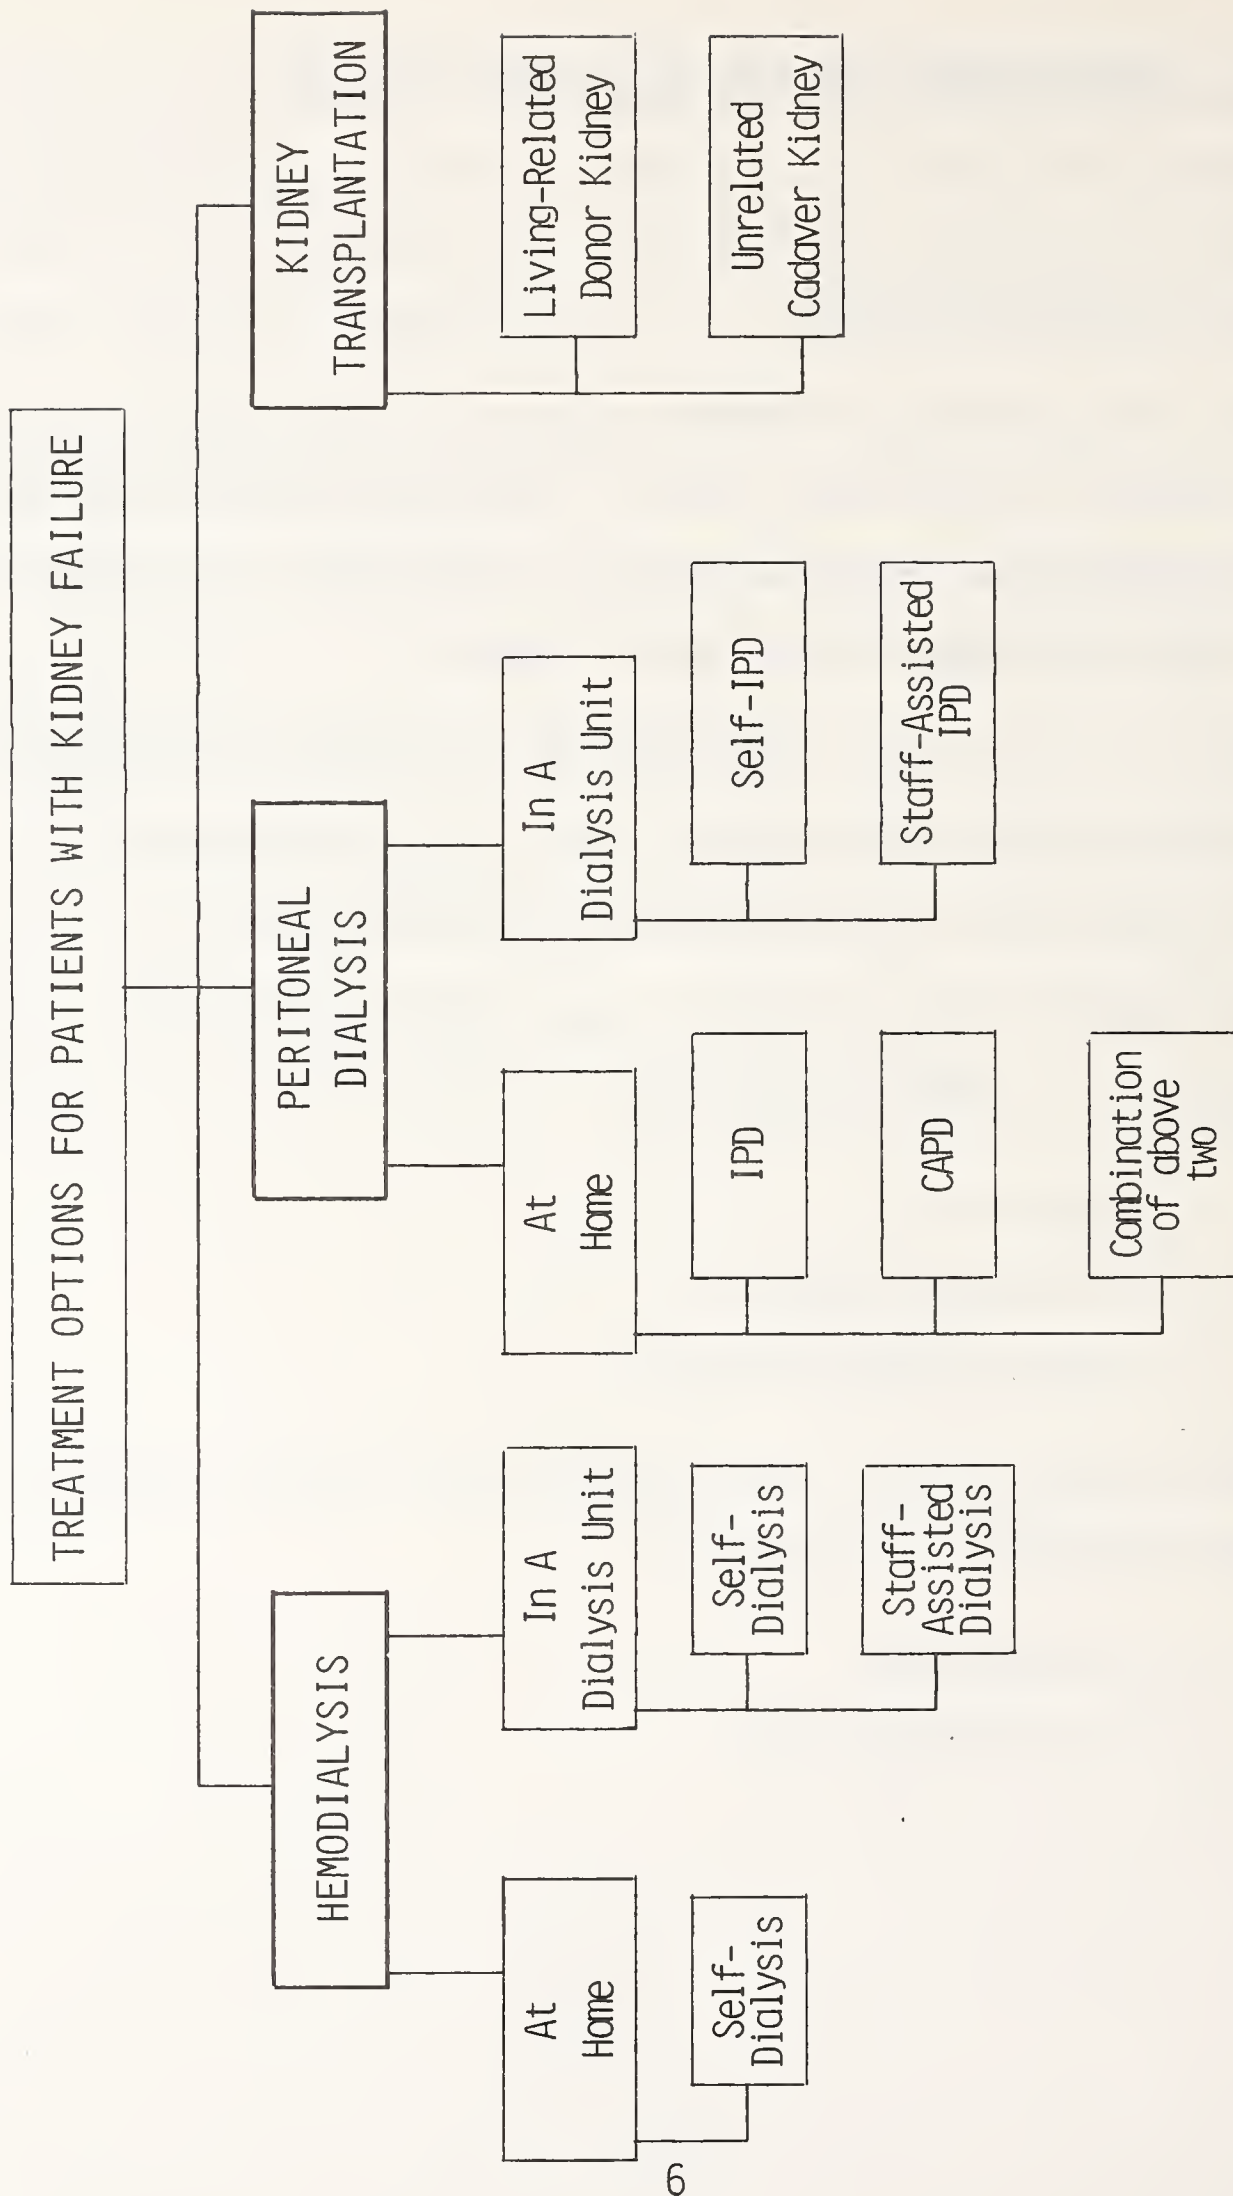 TREATMENT OPTIONS FOR PATIENTS WITH KIDNEY FAILURE
HEMODIALYSIS
At
Home
Self-
Dialysis
In A
Dialysis Unit
Self-
Dialysis
Staff-
Assisted
Dialysis
PERITONEAL
DIALYSIS
At
Home
IPD
CAPD
Combination
of above
two
In A
Dialysis Unit
Self-IPD
Staff-Assisted
IPD
KIDNEY
TRANSPLANTATION
Living-Related
Donor Kidney
Unrelated
Cadaver Kidney
6